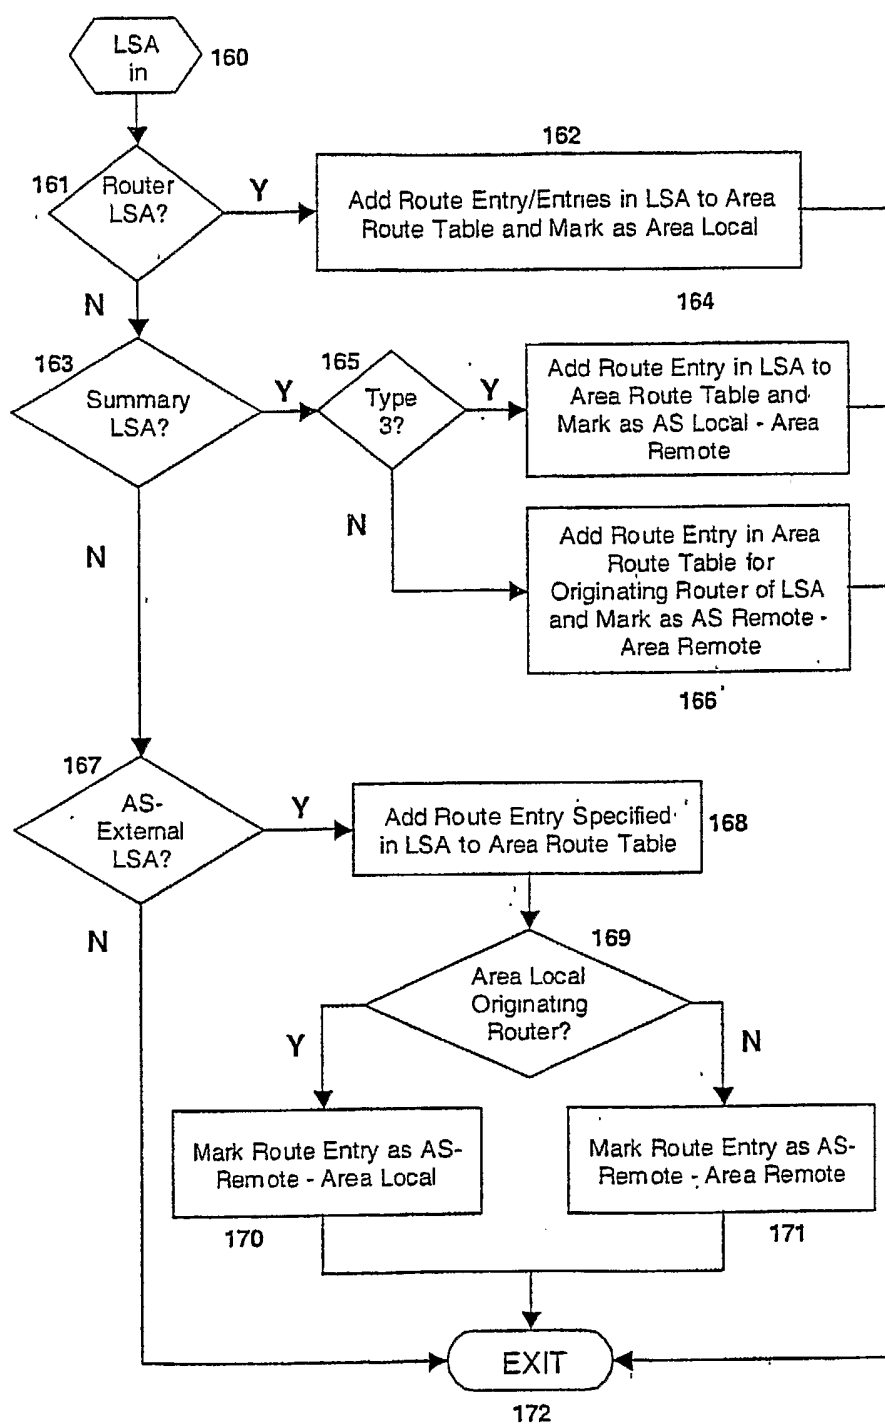 LSA
in
160
162
161
Router
LSA?
Y
Add Route Entry/Entries in LSA to Area
Route Table and Mark as Area Local
N
164
163
Summary
LSA?
Y
165
Type
3?
Y
Add Route Entry in LSA to
Area Route Table and
Mark as AS Local - Area
Remote
N
N
Add Route Entry in Area
Route Table for
Originating Router of LSA
and Mark as AS Remote -
Area Remote
166
167
AS-
External
LSA?
Y
Add Route Entry Specified
in LSA to Area Route Table
168
N
169
Area Local
Originating
Router?
Y
N
Mark Route Entry as AS-
Remote - Area Local
Mark Route Entry as AS-
Remote - Area Remote
170
171
EXIT
172